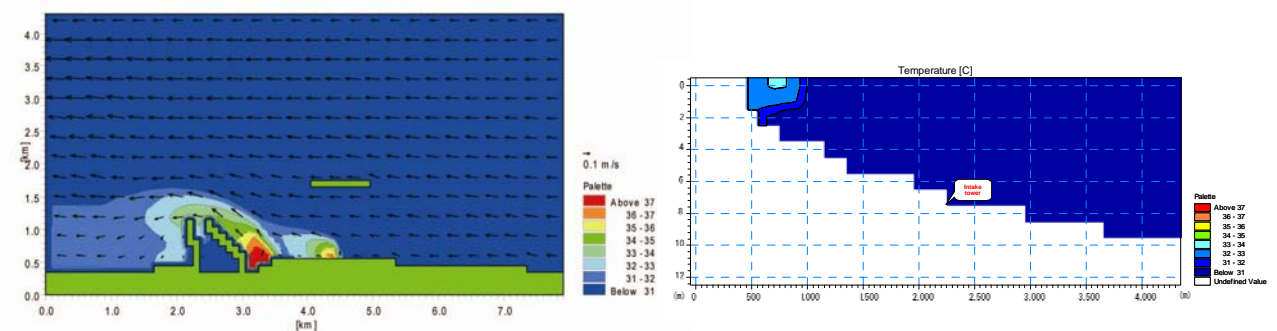 4.0
3.5
3.0
2.5
2.0
1.5
1.0
0.5
0.0
[km]
0.0 1.0 2.0 3.0 4.0 5.0 6.0 7.0
[km]
0.1 m/s
Palette
Above 37
36 - 37
35 - 36
34 - 35
33 - 34
32 - 33
31 - 32
Below 31
Temperature [C]
0
2
4
6
8
10
12
(m) 0 500 1.000 1.500 2.000 2.500 3.000 3.500 4.000 (m)
Intake
tower
Palette
Above 37
36 - 37
35 - 36
34 - 35
33 - 34
32 - 33
31 - 32
Below 31
Undefined Value